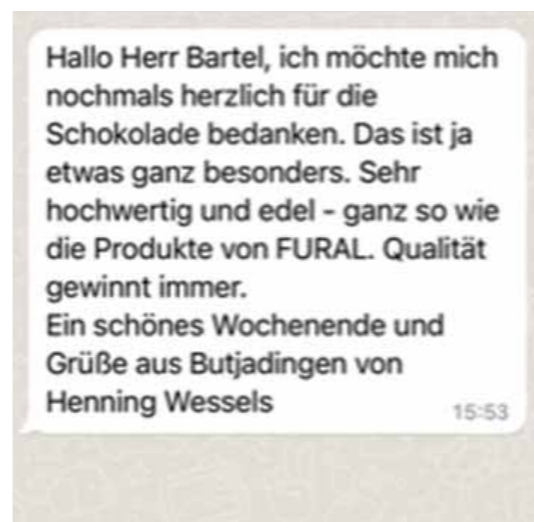 Hallo Herr Bartel, ich möchte mich
nochmals herzlich für die
Schokolade bedanken. Das ist ja
etwas ganz besonders. Sehr
hochwertig und edel - ganz so wie
die Produkte von FURAL. Qualität
gewinnt immer.
Ein schönes Wochenende und
Grüße aus Butjadingen von
Henning Wessels
15:53